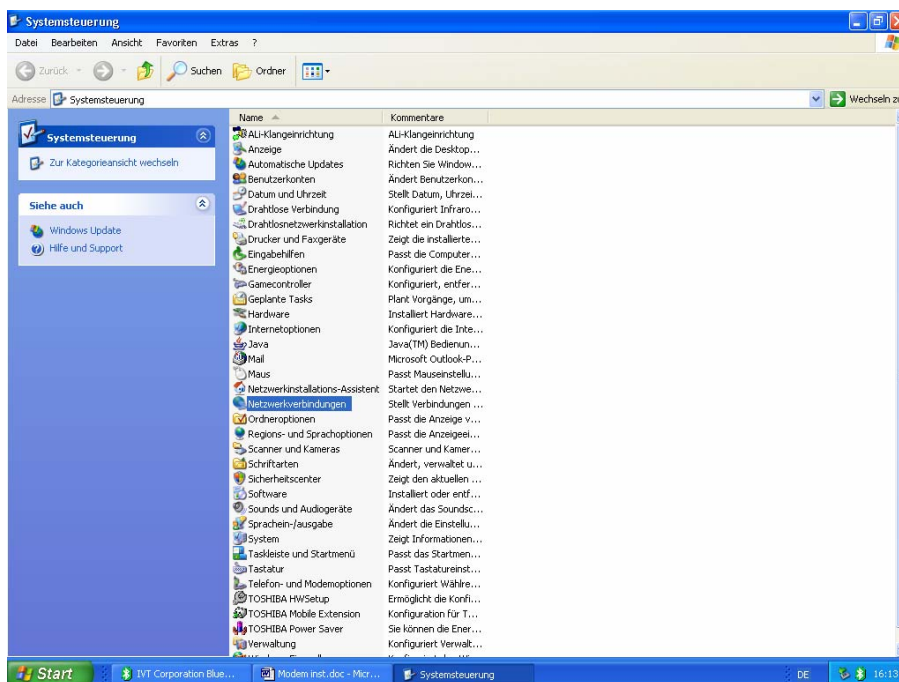 Systemsteuerung
Datei Bearbeiten Ansicht Favoriten Extras ?
Zurück Suchen Ordner
Adresse Systemsteuerung Wechseln zu
Systemsteuerung
Zur Kategorieansicht wechseln
Siehe auch
Windows Update
Hilfe und Support
Name Kommentare
ALi-Klangeinrichtung ALi-Klangeinrichtung
Anzeige Ändert die Desktop...
Automatische Updates Richten Sie Window...
Benutzerkonten Ändert Benutzerkon...
Datum und Uhrzeit Stellt Datum, Uhrzei...
Drahtlose Verbindung Konfiguriert Infraro...
Drahtlosnetzwerkinstallation Richtet ein Drahtlos...
Drucker und Faxgeräte Zeigt die installierte...
Eingabehilfen Passt die Computer...
Energieoptionen Konfiguriert die Ene...
Gamecontroller Konfiguriert, entfer...
Geplante Tasks Plant Vorgänge, um...
Hardware Installiert Hardware...
Internetoptionen Konfiguriert die Inte...
Java Java(TM) Bedienun...
Mail Microsoft Outlook-P...
Maus Passt Mauseinstellu...
Netzwerkinstallations-Assistent Startet den Netzwe...
Netzwerkverbindungen Stellt Verbindungen ...
Ordneroptionen Passt die Anzeige v...
Regions- und Sprachoptionen Passt die Anzeigeei...
Scanner und Kameras Scanner und Kamer...
Schriftarten Ändert, verwaltet u...
Sicherheitscenter Zeigt den aktuellen ...
Software Installiert oder entf...
Sounds und Audiogeräte Ändert das Soundsc...
Sprachein-/ausgabe Ändert die Einstellu...
System Zeigt Informationen...
Taskleiste und Startmenü Passt das Startmen...
Tastatur Passt Tastatureinst...
Telefon- und Modemoptionen Konfiguriert Wählre...
TOSHIBA HWSetup Ermöglicht die Konfi...
TOSHIBA Mobile Extension Konfiguration für T...
TOSHIBA Power Saver Sie können die Ener...
Verwaltung Konfiguriert Verwalt...
Start IVT Corporation Blue... Modem inst.doc - Micr... Systemsteuerung DE 16:13